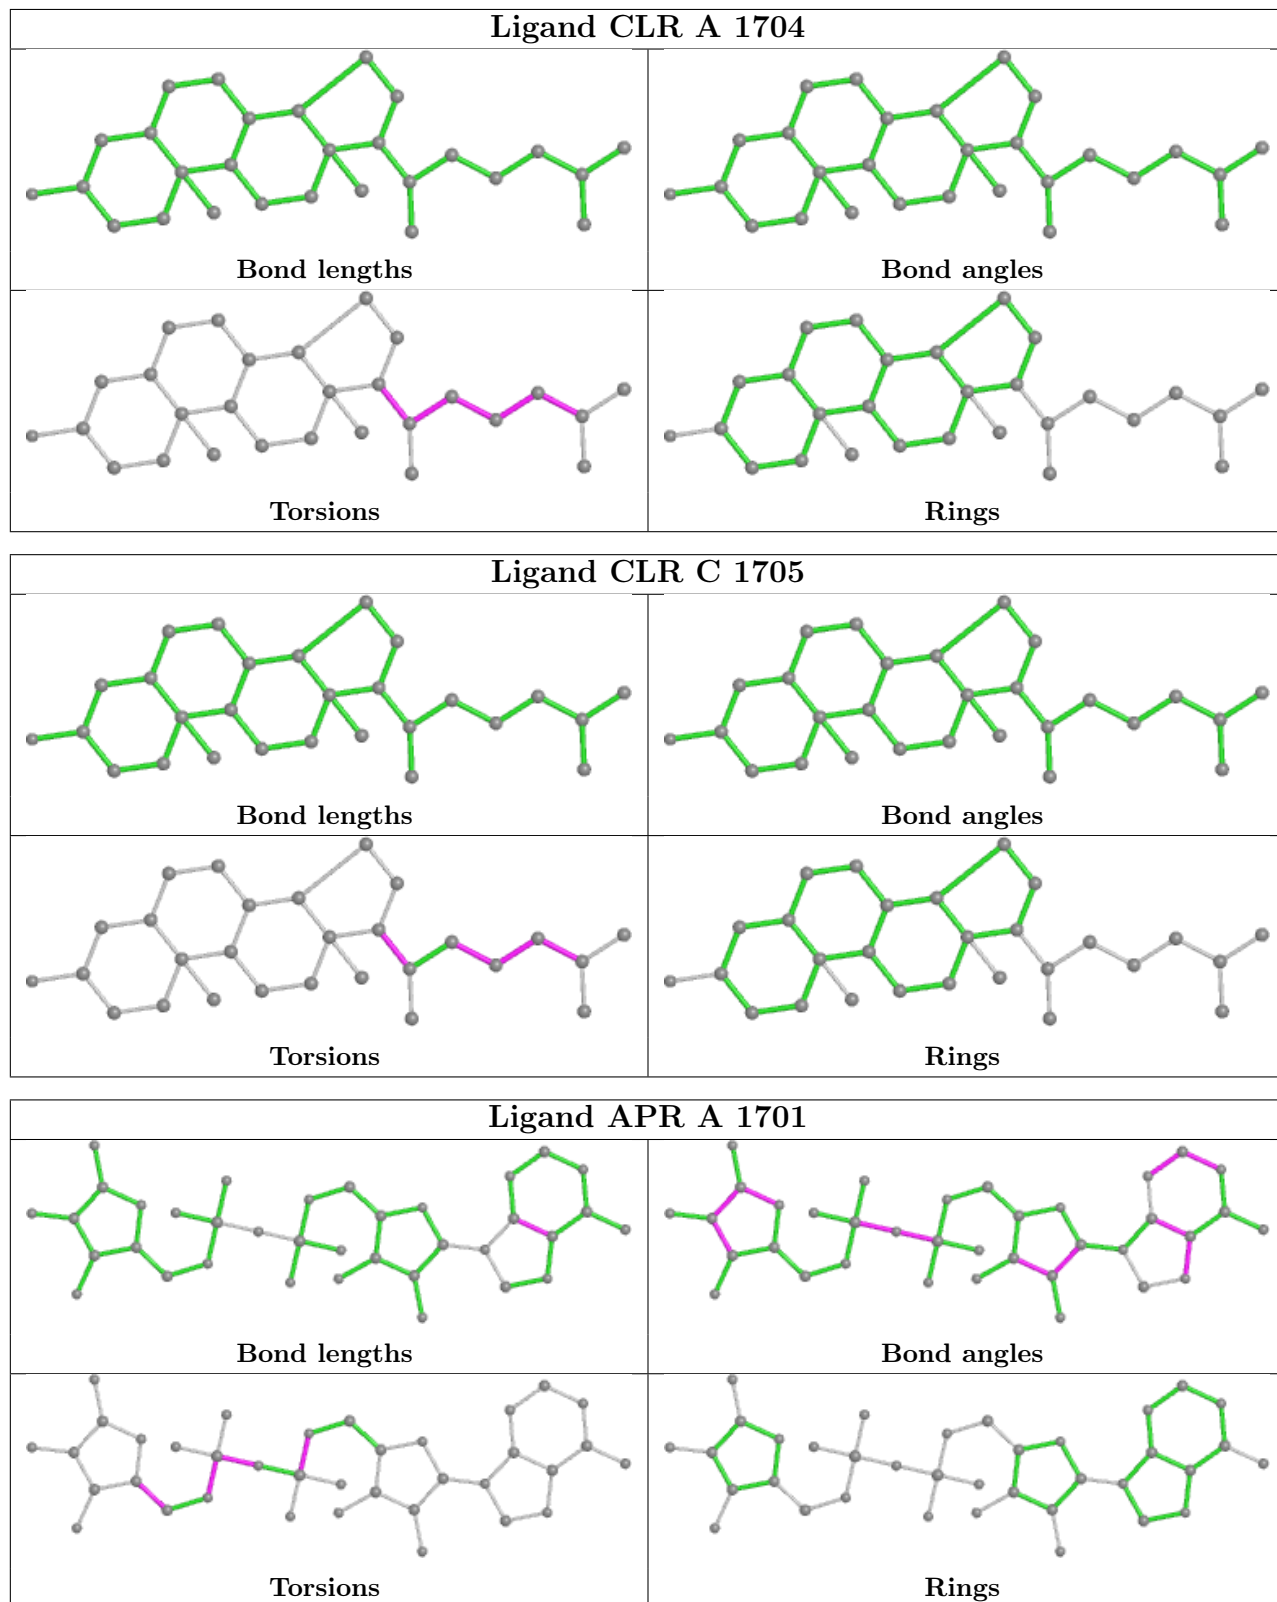 Ligand CLR A 1704
Bond lengths
Bond angles
Torsions
Rings
Ligand CLR C 1705
Bond lengths
Bond angles
Torsions
Rings
Ligand APR A 1701
Bond lengths
Bond angles
Torsions
Rings